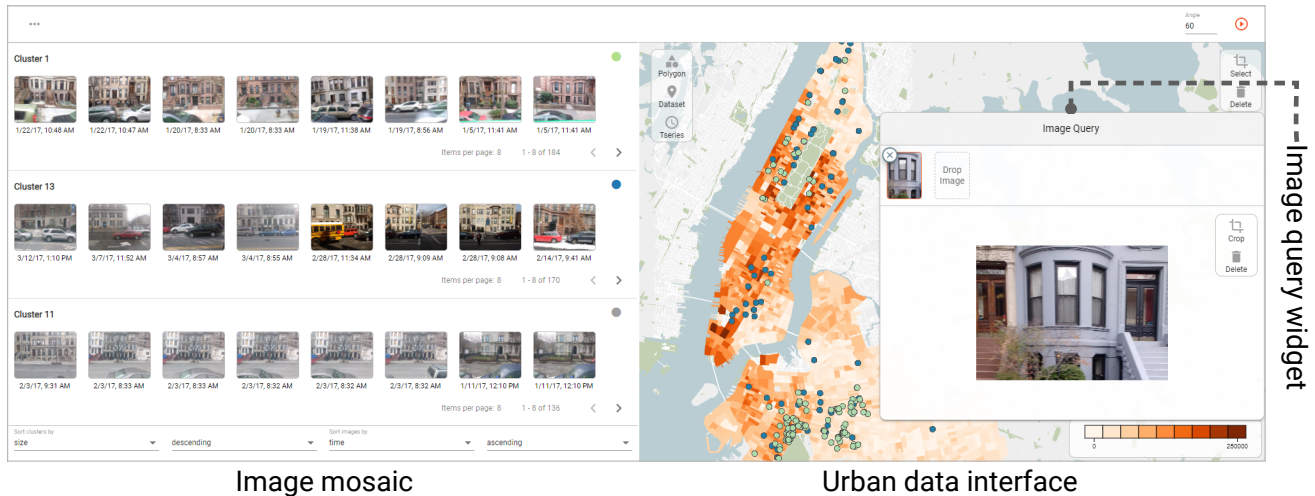 ...
Angle
60
Cluster 1
1/22/17, 10:48 AM 1/22/17, 10:47 AM 1/20/17, 8:33 AM 1/20/17, 8:33 AM 1/19/17, 11:38 AM 1/19/17, 8:56 AM 1/5/17, 11:41 AM 1/5/17, 11:41 AM
Items per page: 8 1 - 8 of 184 < >
Cluster 13
3/12/17, 1:10 PM 3/7/17, 11:52 AM 3/4/17, 8:57 AM 3/4/17, 8:55 AM 2/28/17, 11:34 AM 2/28/17, 9:09 AM 2/28/17, 9:08 AM 2/14/17, 9:41 AM
Items per page: 8 1 - 8 of 170 < >
Cluster 11
2/3/17, 9:31 AM 2/3/17, 8:33 AM 2/3/17, 8:33 AM 2/3/17, 8:32 AM 2/3/17, 8:32 AM 2/3/17, 8:32 AM 1/11/17, 12:10 PM 1/11/17, 12:10 PM
Items per page: 8 1 - 8 of 136 < >
Sort clusters by
size
descending
Sort images by
time
ascending
Polygon
Dataset
Tseries
Select
Delete
Image Query
Drop
Image
Crop
Delete
0 250000
Image query widget
Image mosaic
Urban data interface